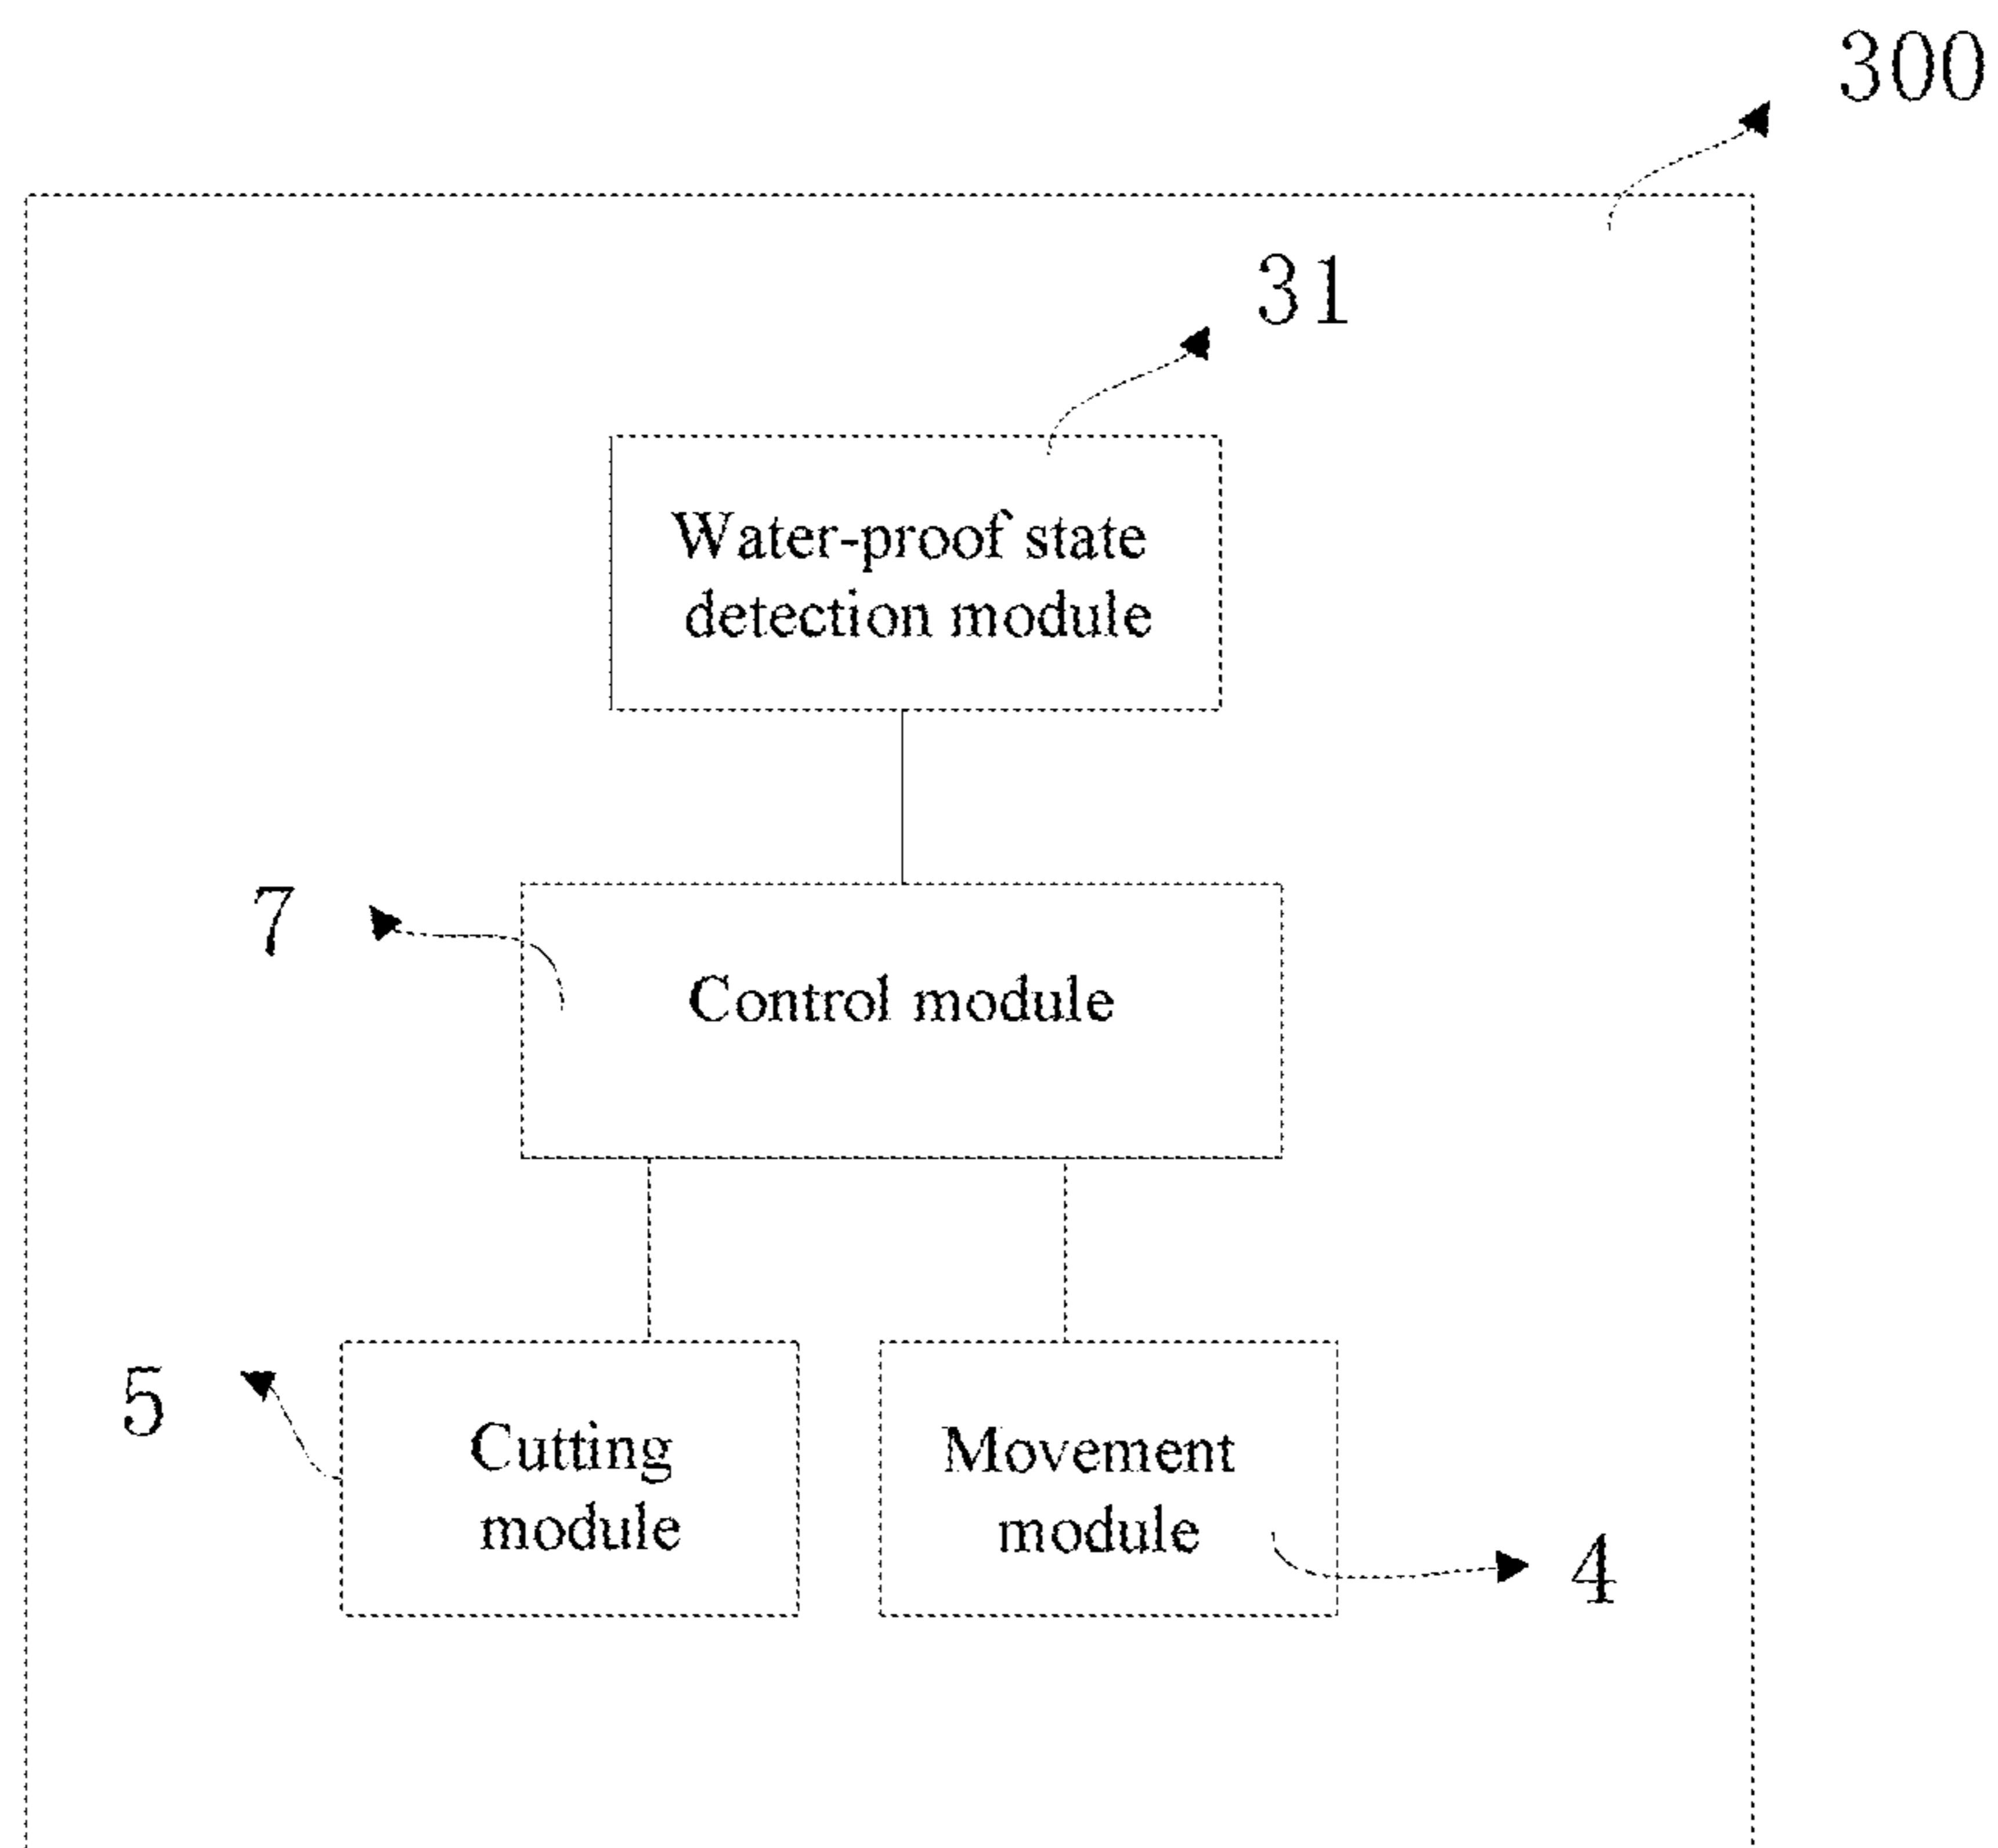 300
31
Water-proof state
detection module
7
Control module
5
Cutting
module
Movement
module
4